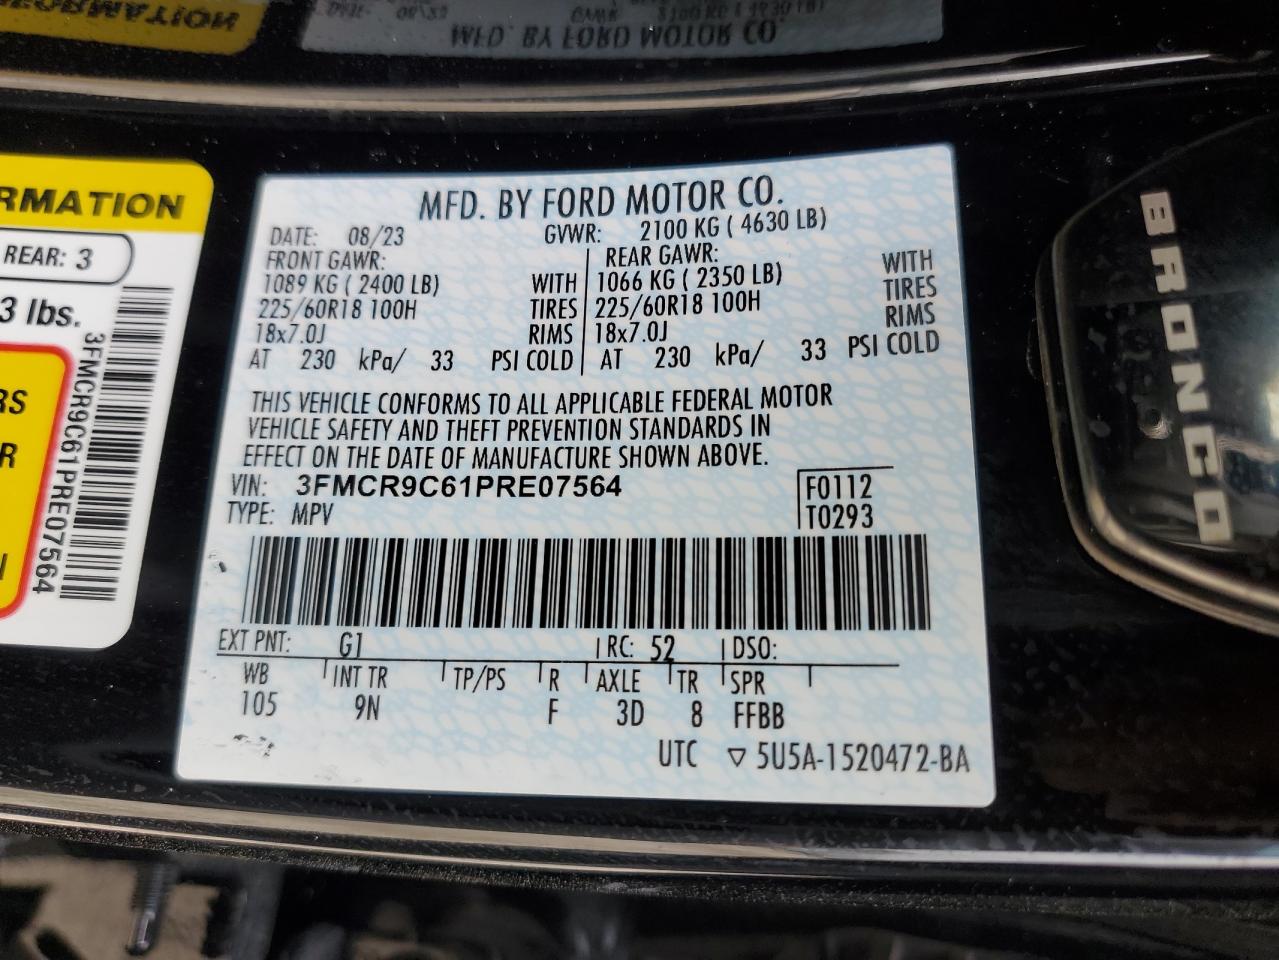 MFD. BY FORD MOTOR CO.
DATE: 08/23 GVWR: 2100 KG ( 4630 LB)
FRONT GAWR: REAR GAWR:
1089 KG ( 2400 LB) WITH 1066 KG ( 2350 LB) WITH
225/60R18 100H TIRES 225/60R18 100H TIRES
18x7.0J RIMS 18x7.0J RIMS
AT 230 kPa/ 33 PSI COLD AT 230 kPa/ 33 PSI COLD
THIS VEHICLE CONFORMS TO ALL APPLICABLE FEDERAL MOTOR
VEHICLE SAFETY AND THEFT PREVENTION STANDARDS IN
EFFECT ON THE DATE OF MANUFACTURE SHOWN ABOVE.
VIN: 3FMCR9C61PRE07564 F0112
TYPE: MPV T0293
EXT PNT: G1 RC: 52 DSO:
WB INT TR TP/PS R AXLE TR SPR
105 9N F 3D 8 FFBB
UTC ▽ 5U5A-1520472-BA
RMATION
REAR: 3
3 lbs.
3FMCR9C61PRE07564
RS
R
BRONCO
MFD. BY FORD MOTOR CO